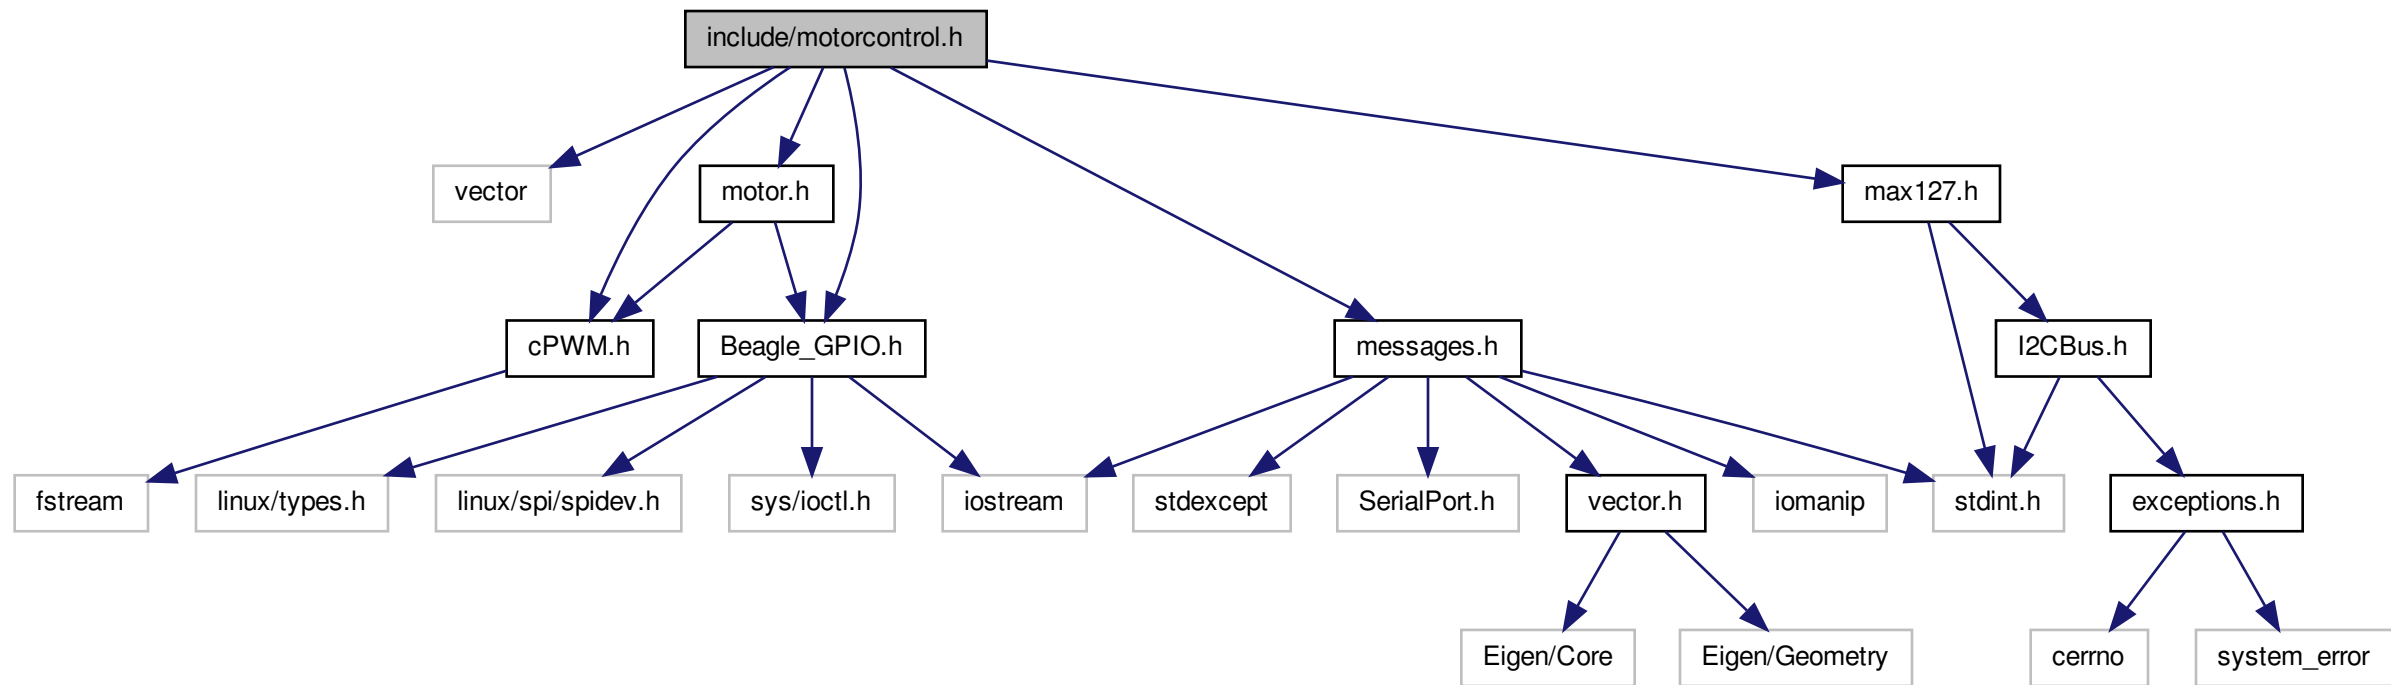 include/motorcontrol.h
vector
motor.h
max127.h
cPWM.h
Beagle_GPIO.h
messages.h
I2CBus.h
fstream
linux/types.h
linux/spi/spidev.h
sys/ioctl.h
iostream
stdexcept
SerialPort.h
vector.h
iomanip
stdint.h
exceptions.h
Eigen/Core
Eigen/Geometry
cerrno
system_error